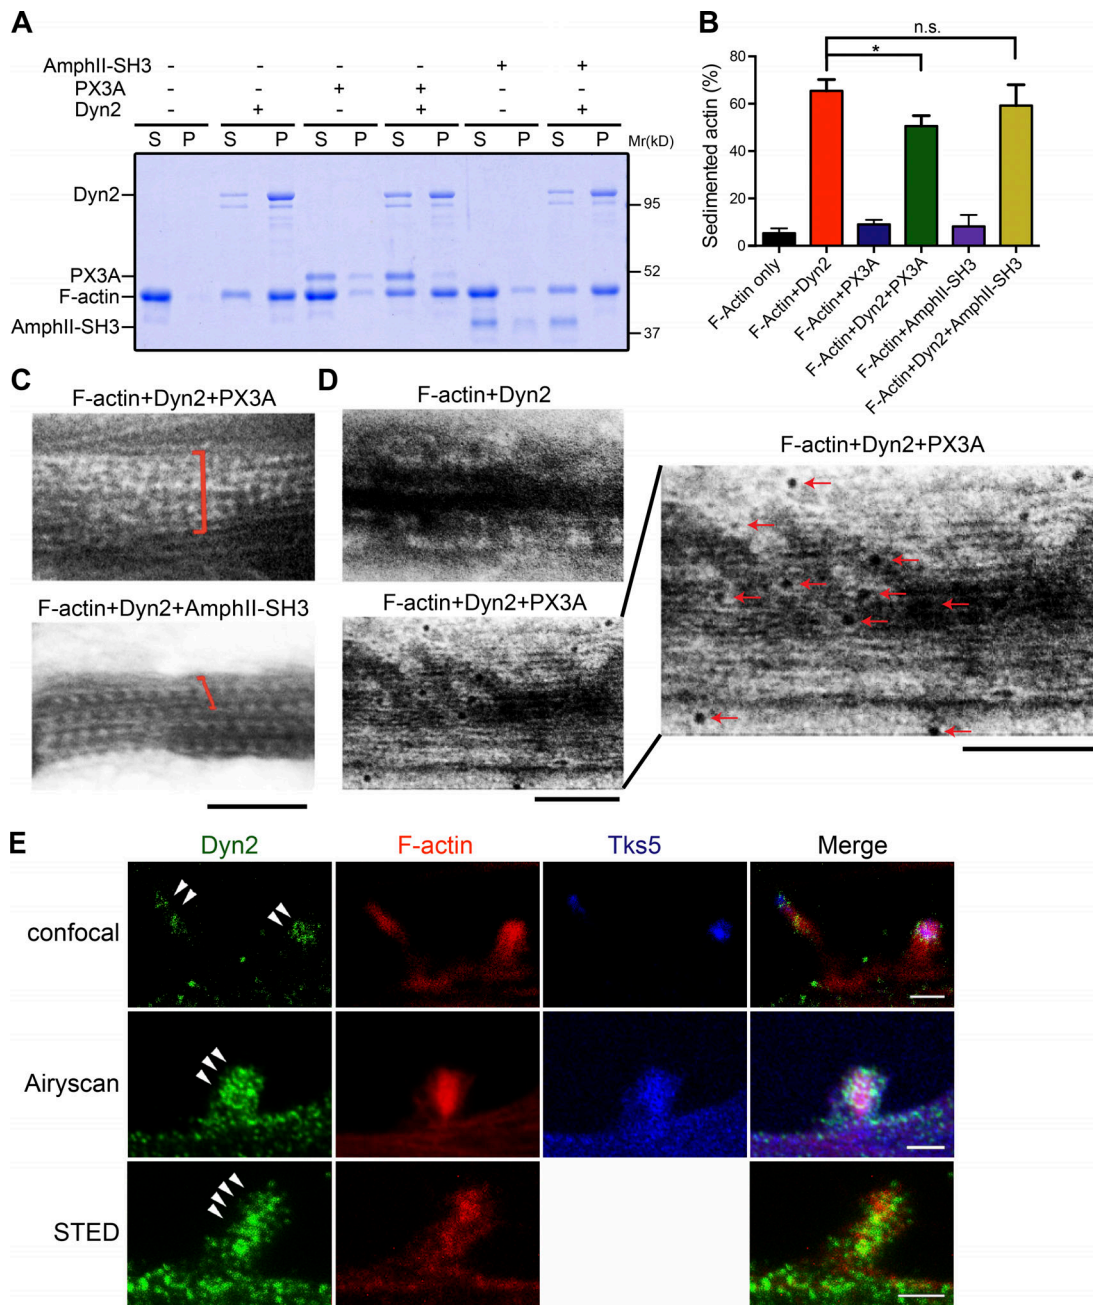 A
AmphII-SH3 - - - - + +
PX3A - - + + - -
Dyn2 - + - + - +
S P S P S P S P S P S P Mr(kD)
Dyn2
95
PX3A
52
F-actin
AmphII-SH3
37
B
n.s.
*
Sedimented actin (%)
80
60
40
20
0
F-Actin only
F-Actin+Dyn2
F-Actin+PX3A
F-Actin+Dyn2+PX3A
F-Actin+AmphII-SH3
F-Actin+Dyn2+AmphII-SH3
C
F-actin+Dyn2+PX3A
F-actin+Dyn2+AmphII-SH3
D
F-actin+Dyn2
F-actin+Dyn2+PX3A
F-actin+Dyn2+PX3A
E
Dyn2 F-actin Tks5 Merge
confocal
Airyscan
STED